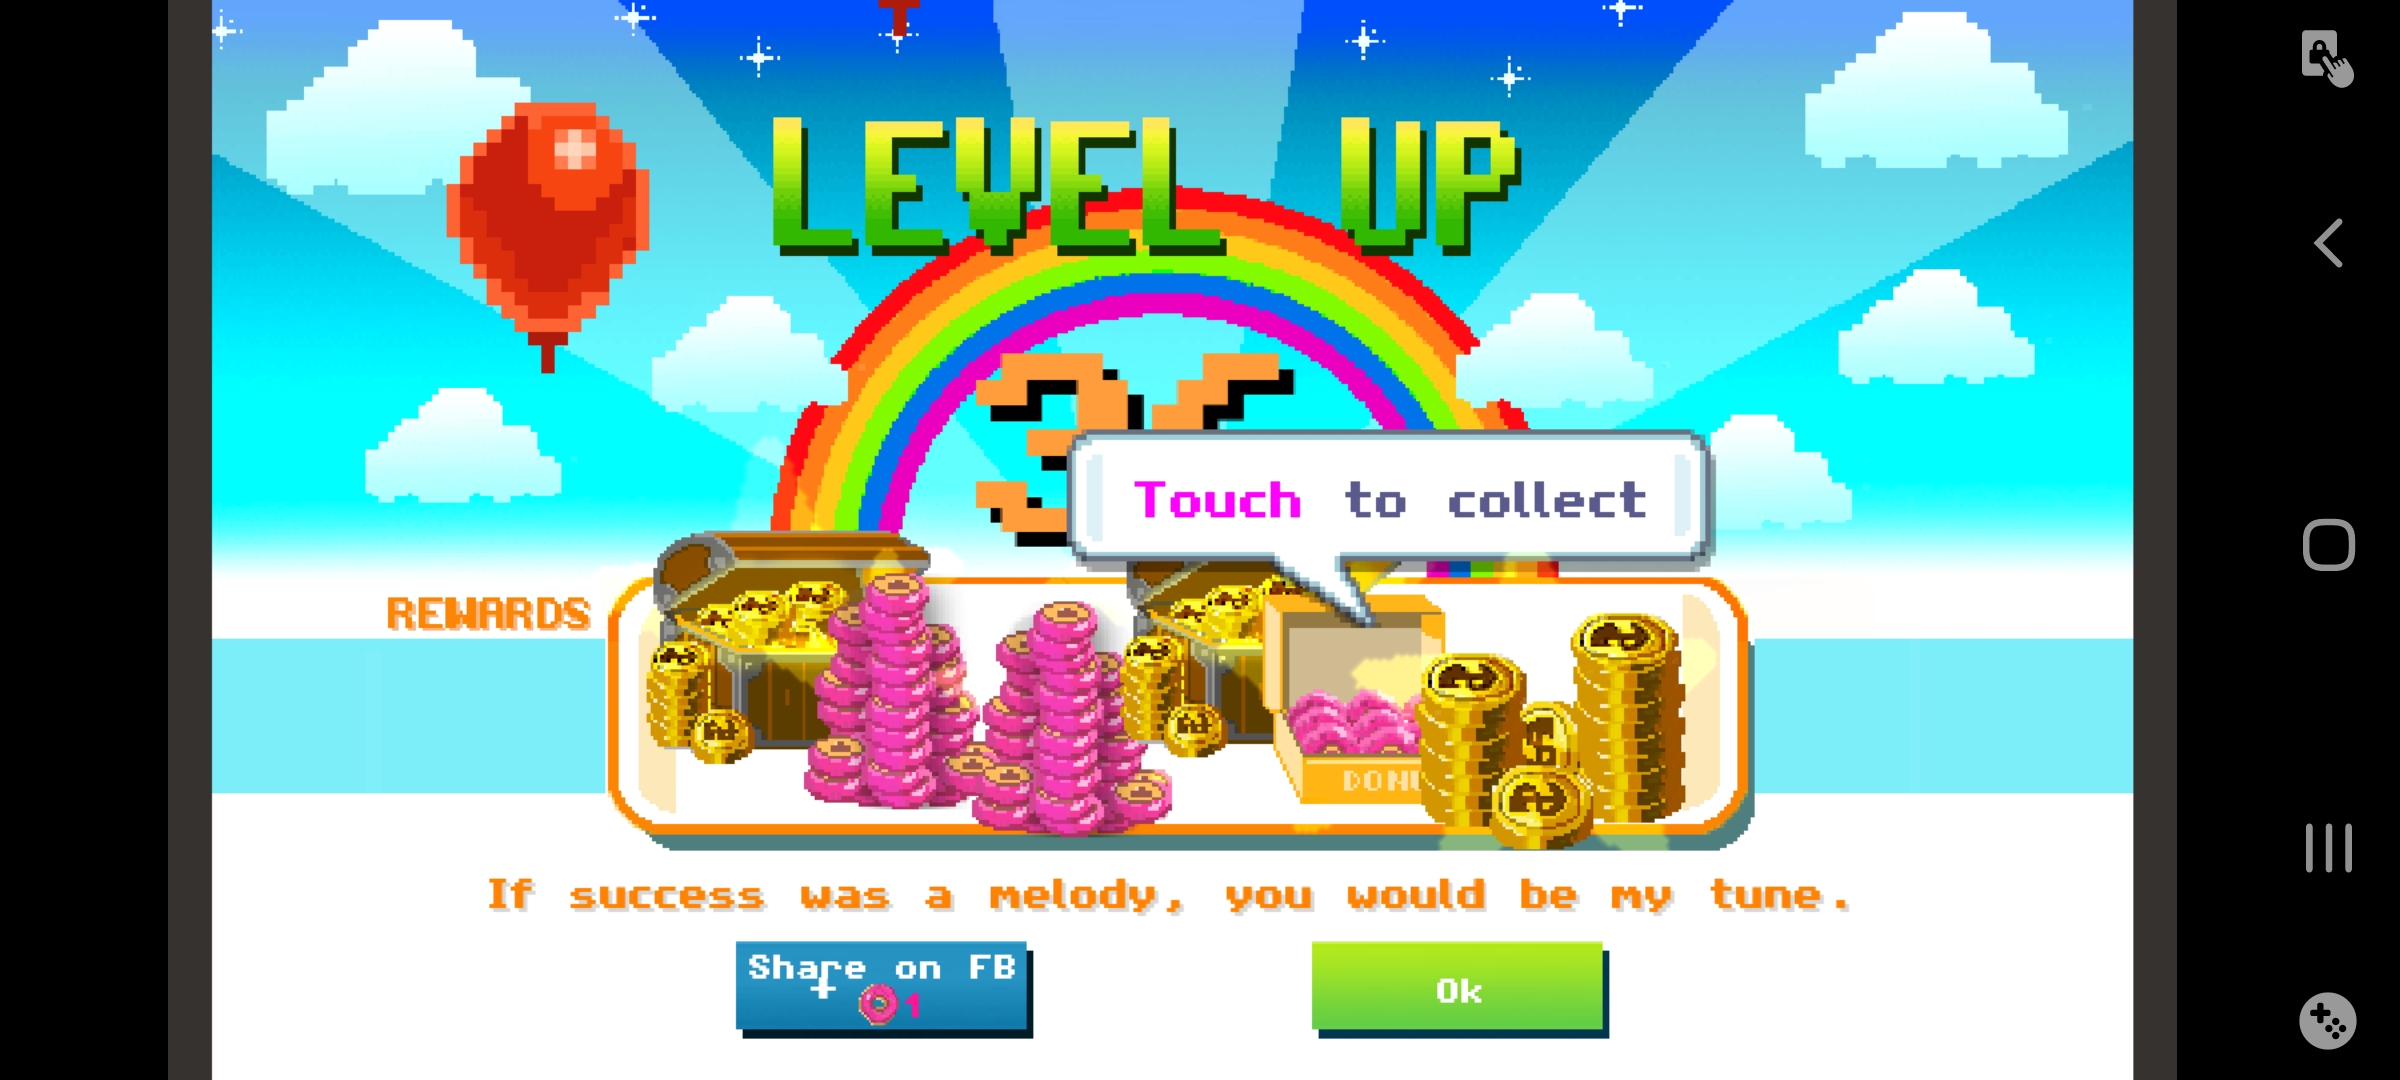 LEVEL UP
Touch to collect
REWARDS
If success was a melody, you would be my tune.
Share on FB
+ 1
Ok